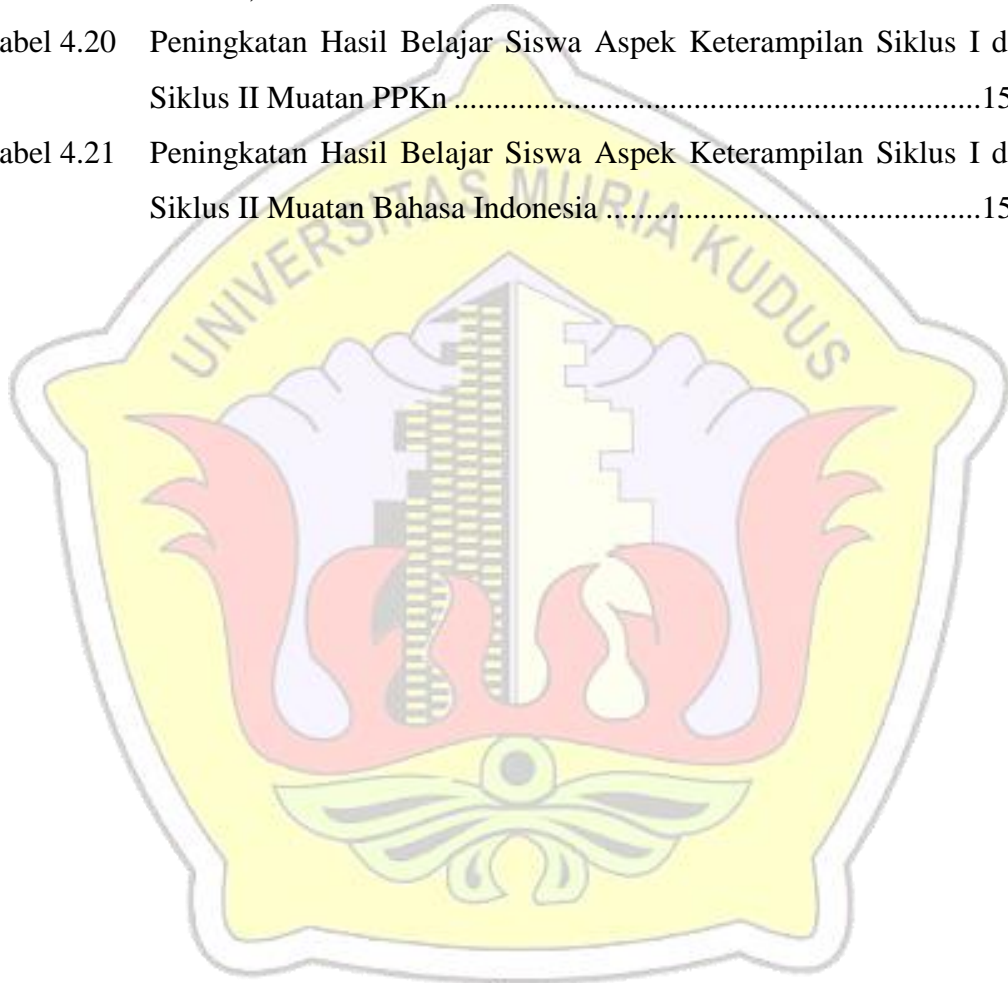 abel 4.20 Peningkatan Hasil Belajar Siswa Aspek Keterampilan Siklus I d
Siklus II Muatan PPKn ..................................................................15
abel 4.21 Peningkatan Hasil Belajar Siswa Aspek Keterampilan Siklus I d
Siklus II Muatan Bahasa Indonesia ...............................................15
UNIVERSITAS MURIA KUDUS